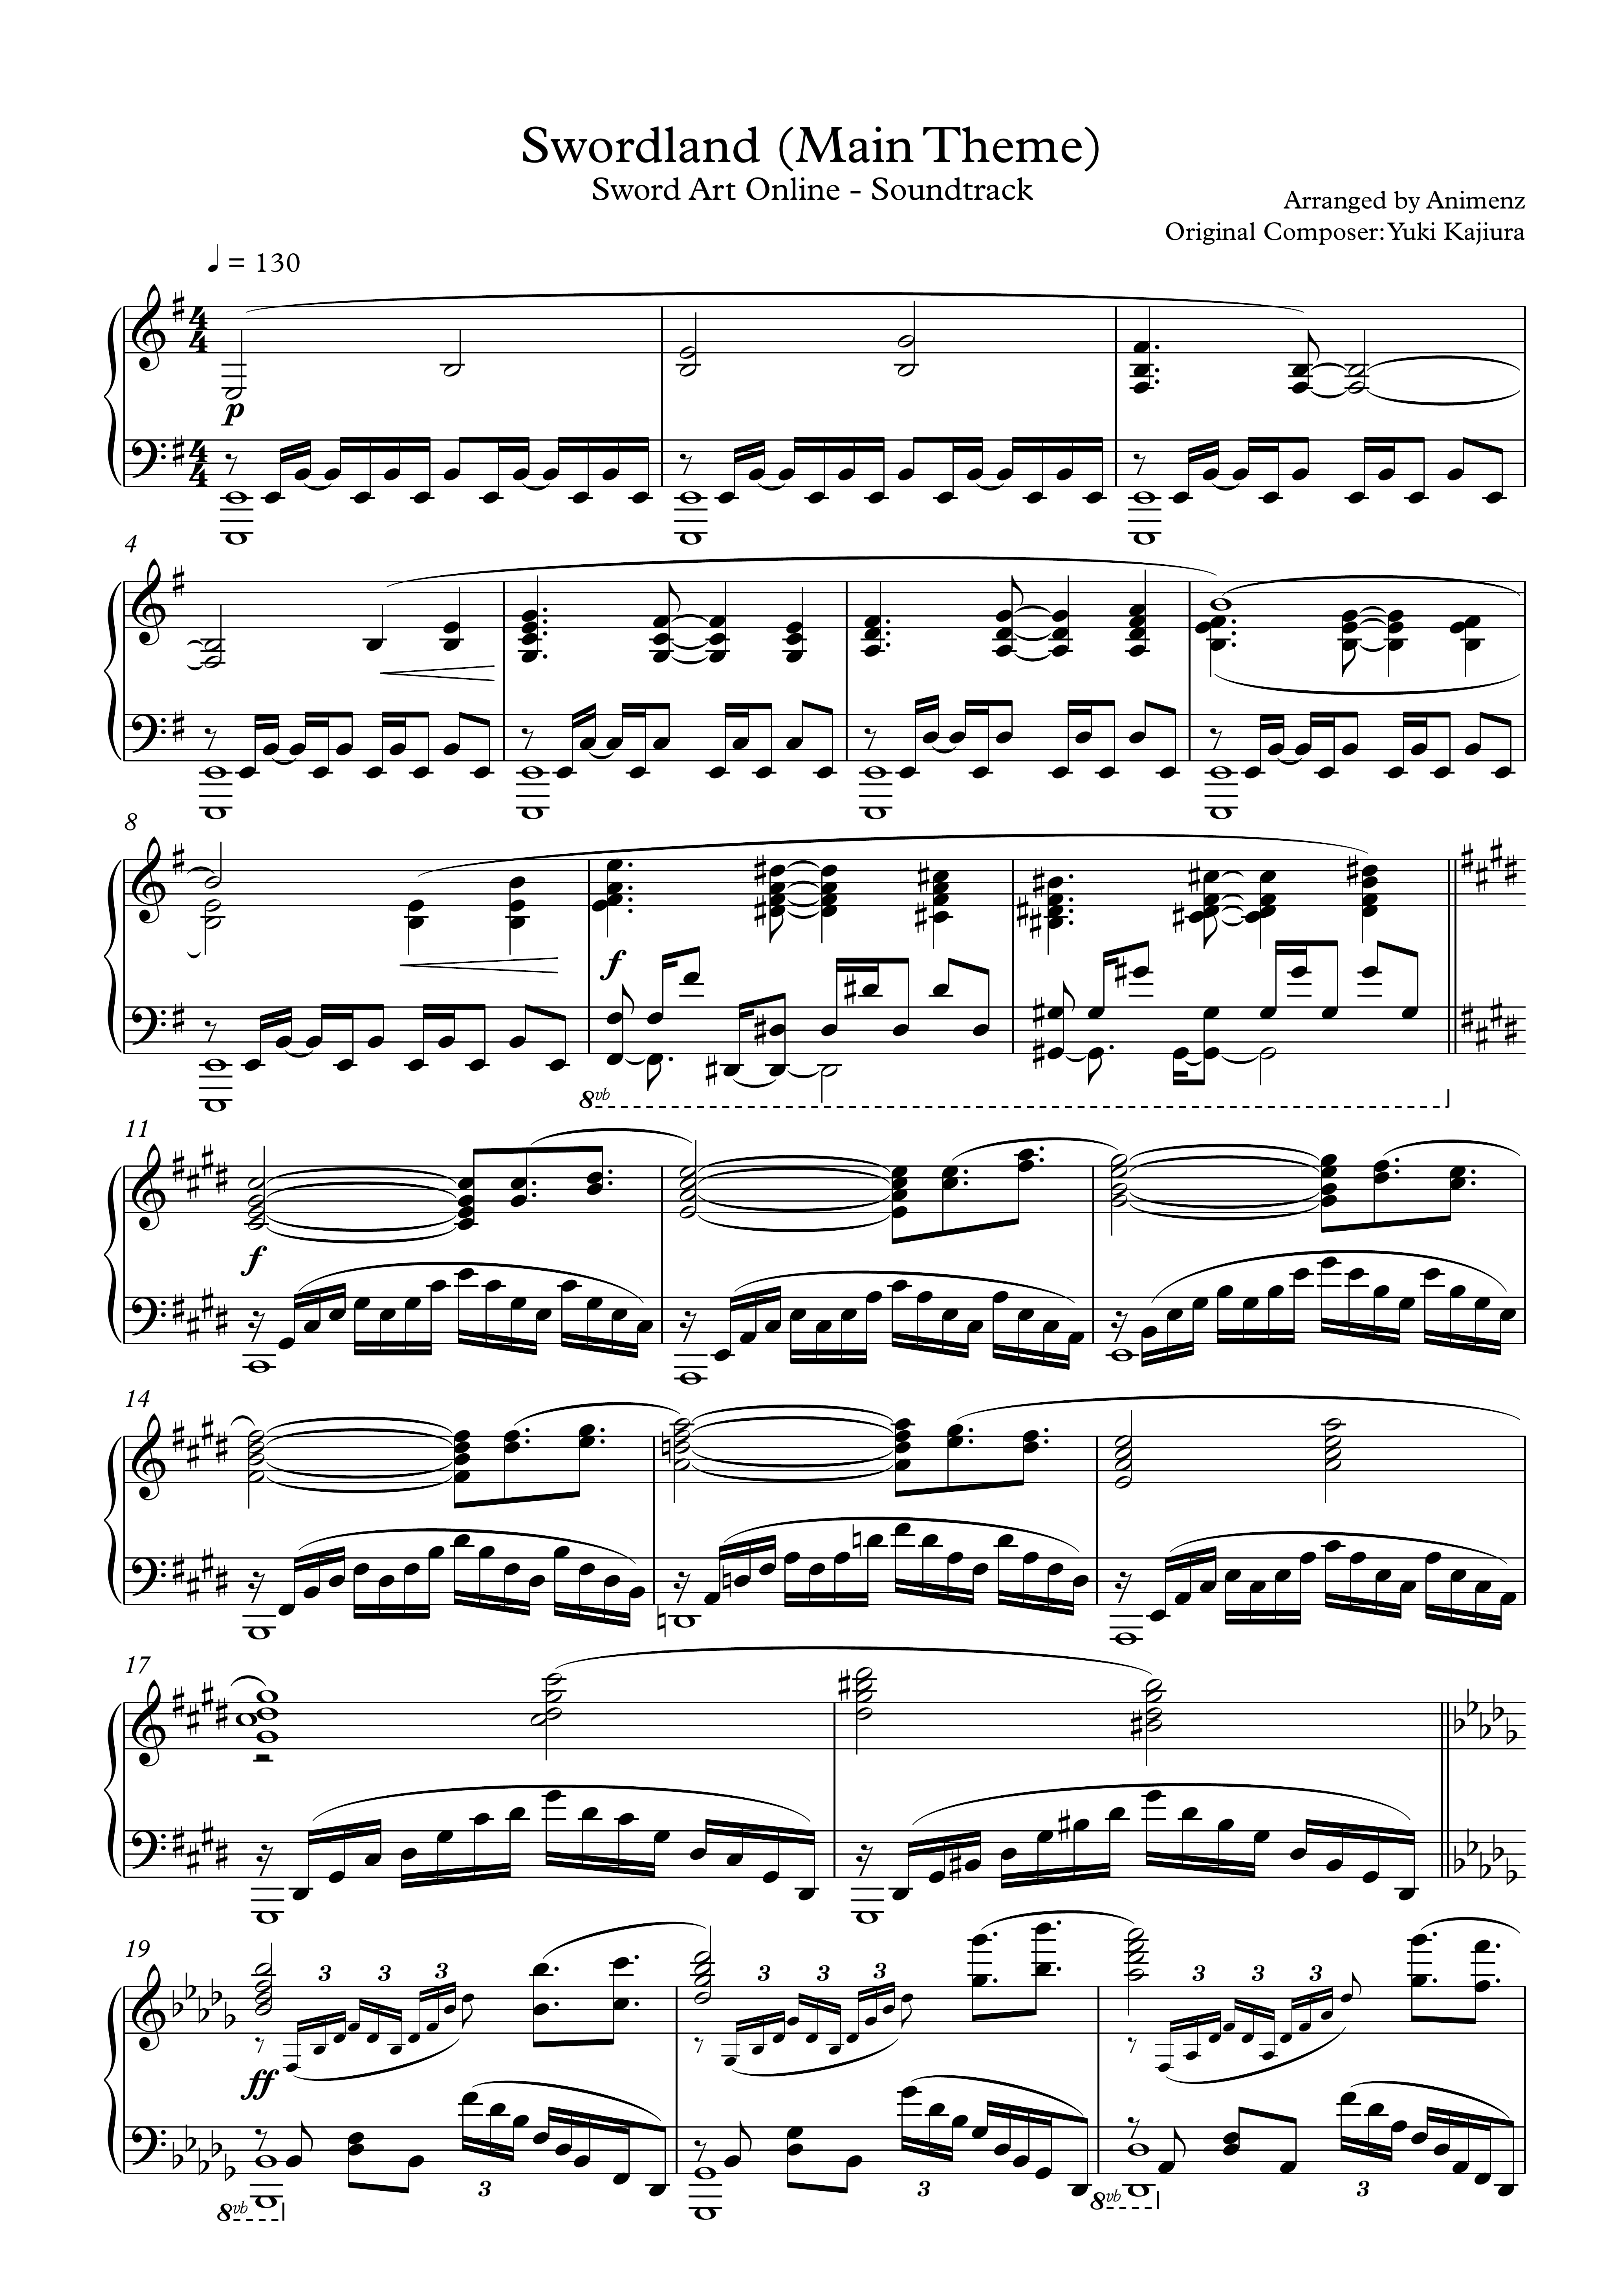 Swordland (Main Theme)
Sword Art Online - Soundtrack
Arranged by Animenz
Original Composer:Yuki Kajiura
♩ = 130
4
4
4
4
p
4
8
f
8vb
11
f
14
17
19
3
3
3
3
3
3
3
3
3
ff
3
3
3
8vb
8vb